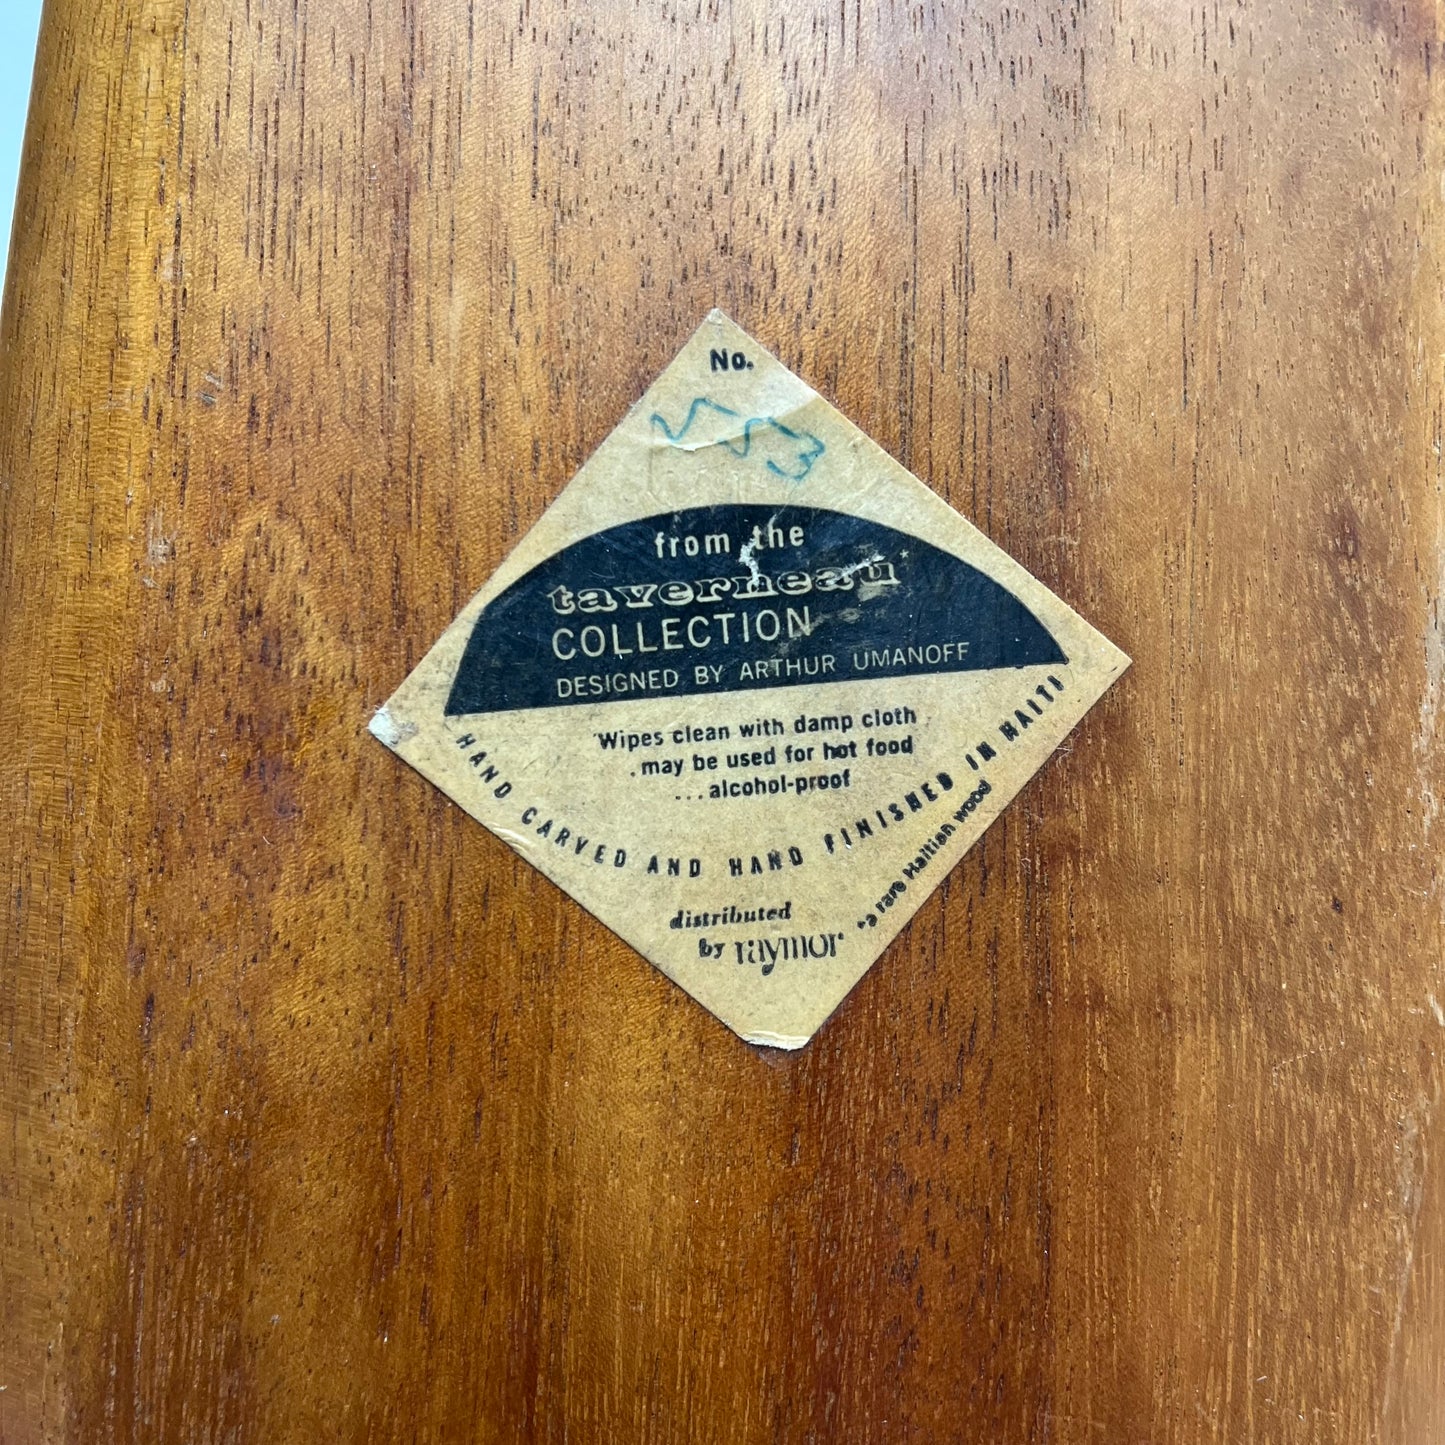 No.
553
from the
taverneau*
COLLECTION
DESIGNED BY ARTHUR UMANOFF
Wipes clean with damp cloth
.may be used for hot food
...alcohol-proof
HAND CARVED AND HAND FINISHED IN HAITI
*a rare Haitian wood
distributed
by raymor